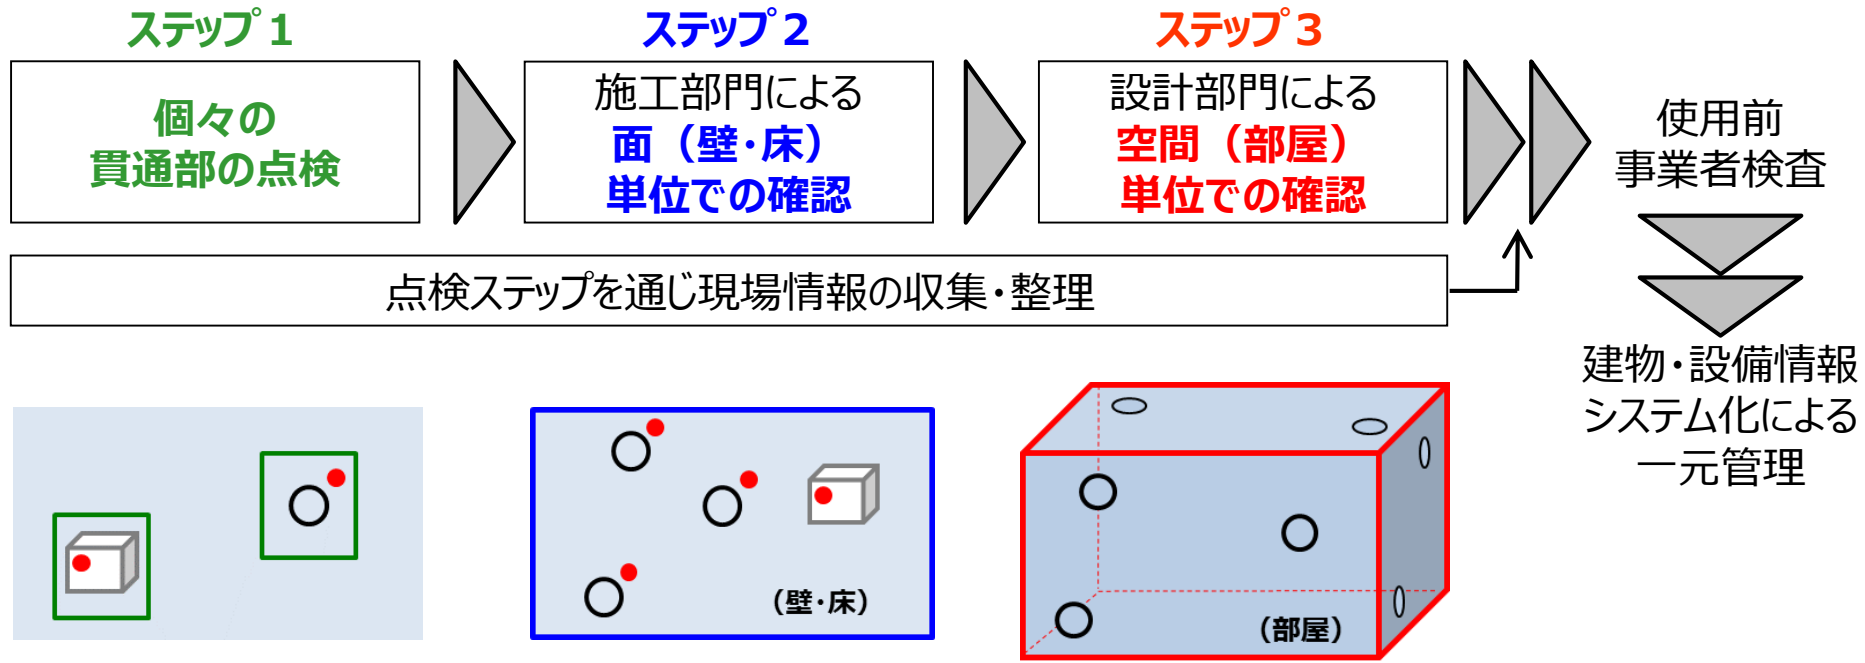 ステップ１
個々の
貫通部の点検
ステップ２
施工部門による
面（壁・床）
単位での確認
ステップ３
設計部門による
空間（部屋）
単位での確認
使用前
事業者検査
点検ステップを通じ現場情報の収集・整理
建物・設備情報
システム化による
一元管理
（壁・床）
（部屋）